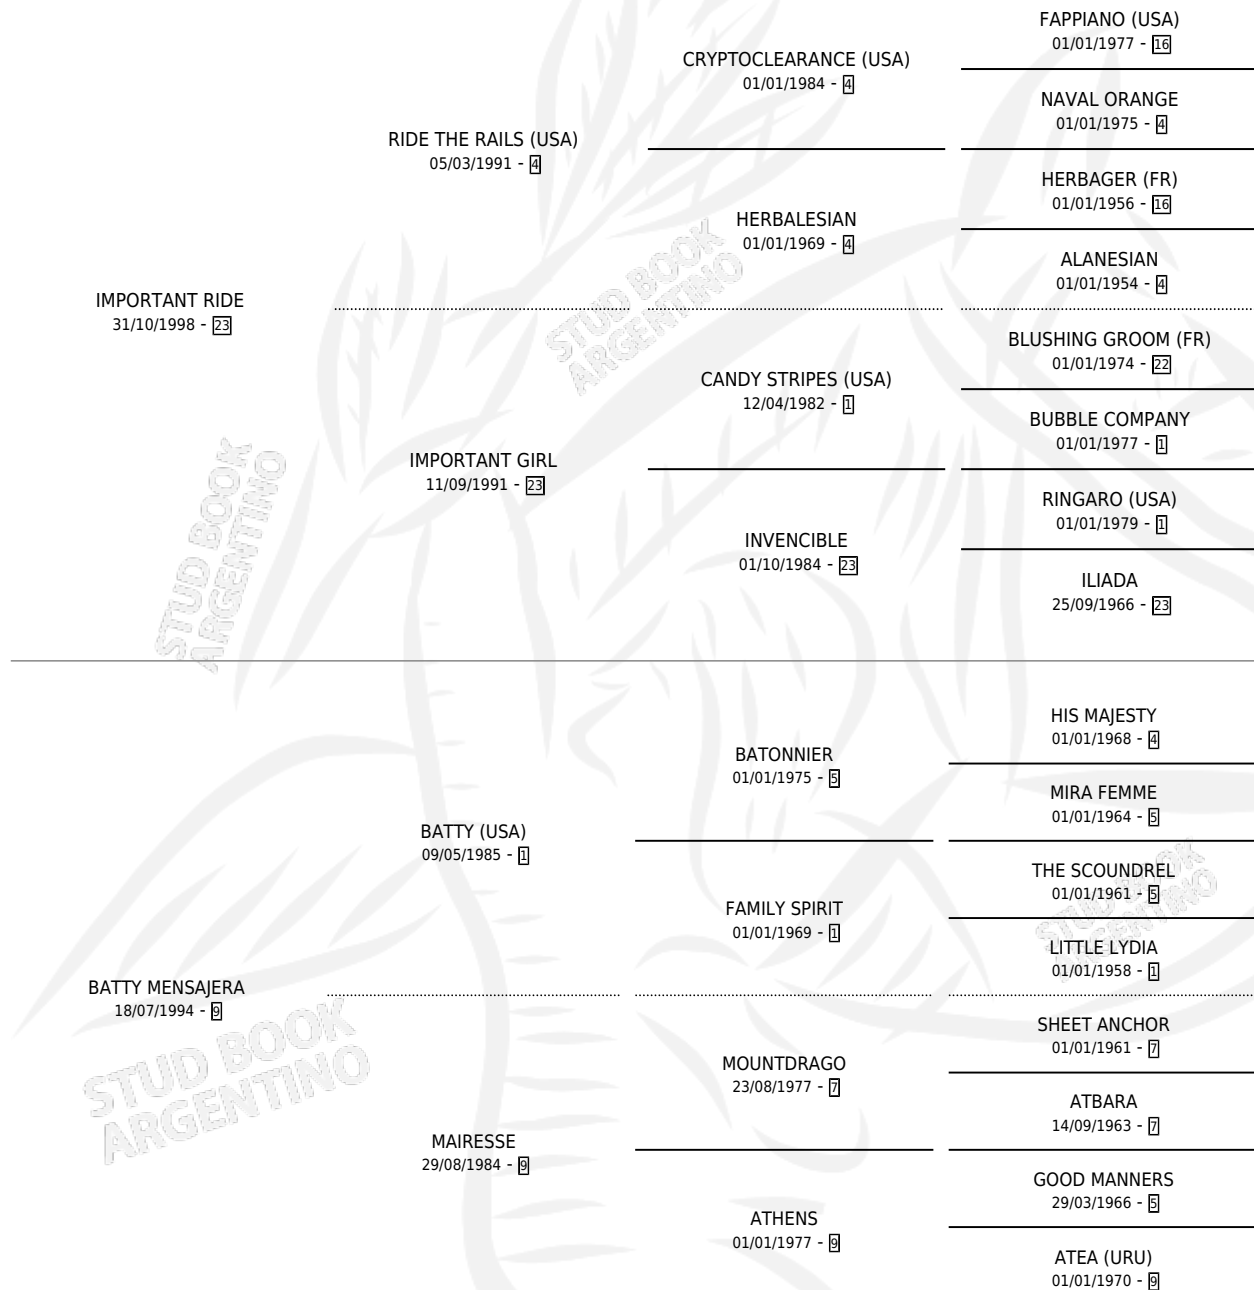 FAPPIANO (USA)
01/01/1977 - 16
CRYPTOCLEARANCE (USA)
01/01/1984 - 4
NAVAL ORANGE
01/01/1975 - 4
RIDE THE RAILS (USA)
05/03/1991 - 4
HERBAGER (FR)
01/01/1956 - 16
HERBALESIAN
01/01/1969 - 4
ALANESIAN
01/01/1954 - 4
IMPORTANT RIDE
31/10/1998 - 23
BLUSHING GROOM (FR)
01/01/1974 - 22
CANDY STRIPES (USA)
12/04/1982 - 1
BUBBLE COMPANY
01/01/1977 - 1
IMPORTANT GIRL
11/09/1991 - 23
RINGARO (USA)
01/01/1979 - 1
INVENCIBLE
01/10/1984 - 23
ILIADA
25/09/1966 - 23
HIS MAJESTY
01/01/1968 - 4
BATONNIER
01/01/1975 - 5
MIRA FEMME
01/01/1964 - 5
BATTY (USA)
09/05/1985 - 1
THE SCOUNDREL
01/01/1961 - 5
FAMILY SPIRIT
01/01/1969 - 1
LITTLE LYDIA
01/01/1958 - 1
BATTY MENSAJERA
18/07/1994 - 9
SHEET ANCHOR
01/01/1961 - 7
MOUNTDRAGO
23/08/1977 - 7
ATBARA
14/09/1963 - 7
MAIRESSE
29/08/1984 - 9
GOOD MANNERS
29/03/1966 - 5
ATHENS
01/01/1977 - 9
ATEA (URU)
01/01/1970 - 9
STUD BOOK
ARGENTINO
STUD BOOK
ARGENTINO
STUD BOOK
ARGENTINO
STUD BOOK
ARGENTINO